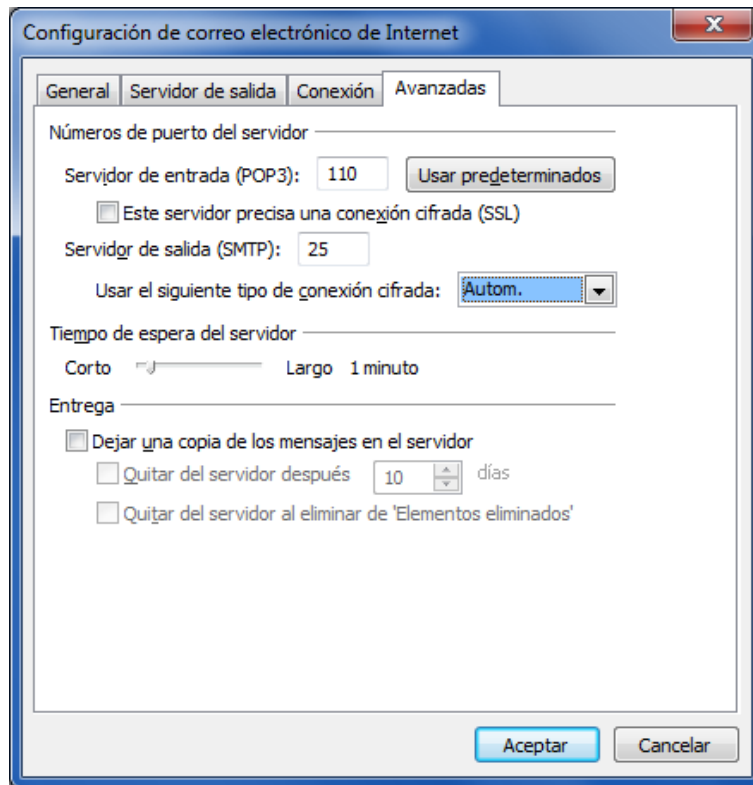 Configuración de correo electrónico de Internet
General Servidor de salida Conexión Avanzadas
Números de puerto del servidor
Servidor de entrada (POP3): 110 Usar predeterminados
Este servidor precisa una conexión cifrada (SSL)
Servidor de salida (SMTP): 25
Usar el siguiente tipo de conexión cifrada: Autom.
Tiempo de espera del servidor
Corto Largo 1 minuto
Entrega
Dejar una copia de los mensajes en el servidor
Quitar del servidor después 10 días
Quitar del servidor al eliminar de 'Elementos eliminados'
Aceptar Cancelar